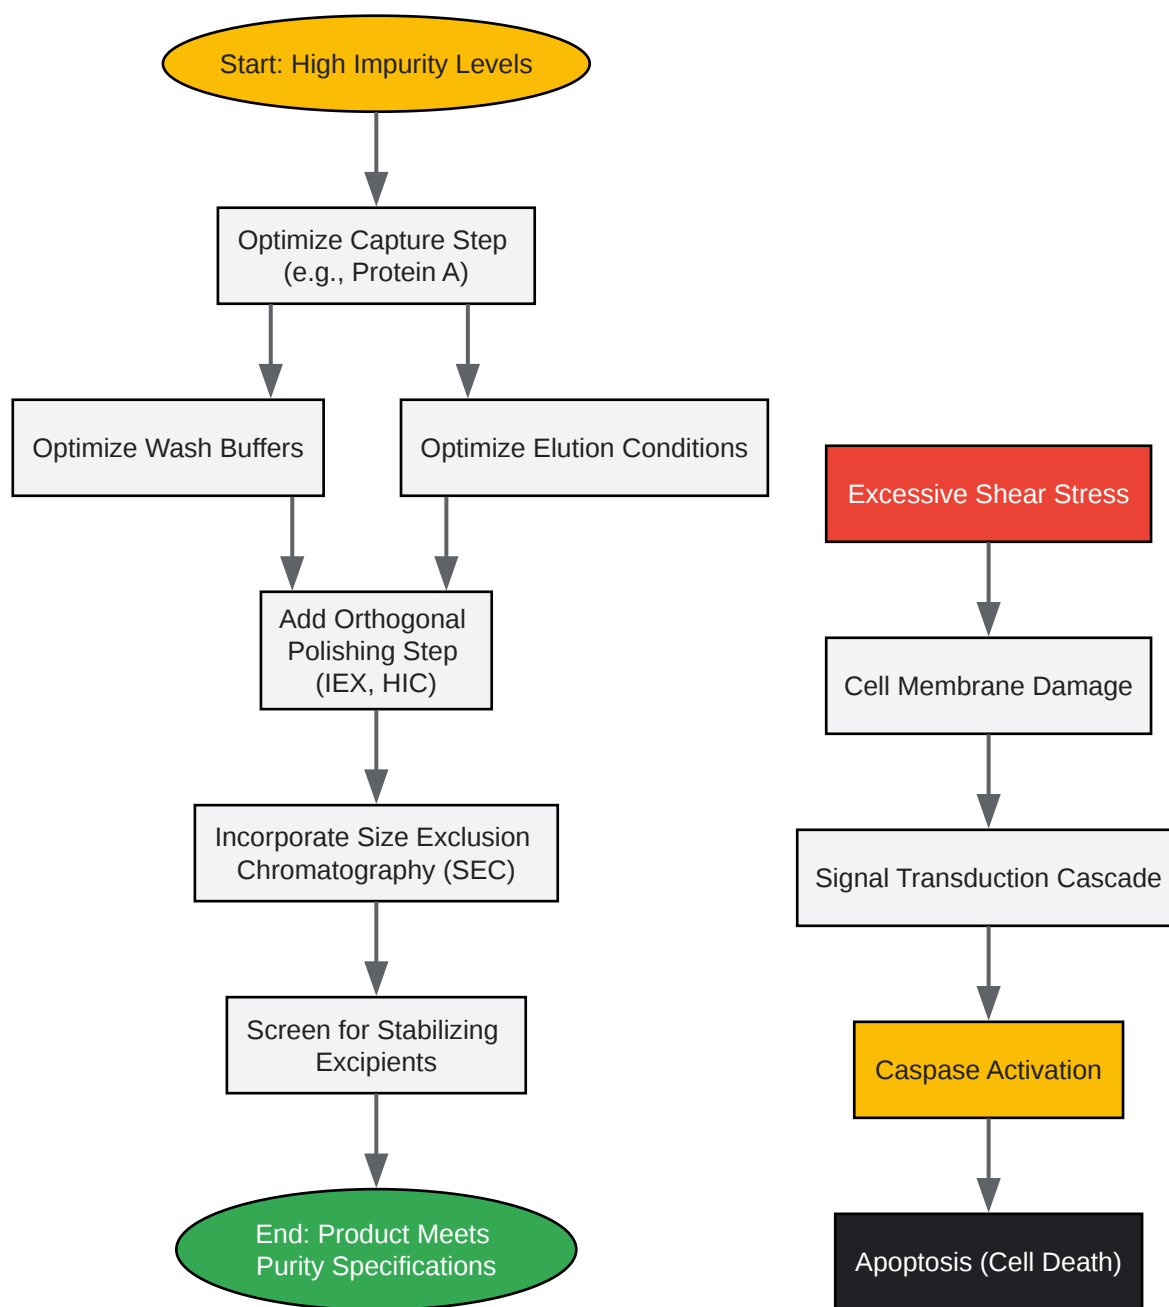 Start: High Impurity Levels
Optimize Capture Step
(e.g., Protein A)
Optimize Wash Buffers
Optimize Elution Conditions
Add Orthogonal
Polishing Step
(IEX, HIC)
Incorporate Size Exclusion
Chromatography (SEC)
Screen for Stabilizing
Excipients
End: Product Meets
Purity Specifications
Excessive Shear Stress
Cell Membrane Damage
Signal Transduction Cascade
Caspase Activation
Apoptosis (Cell Death)